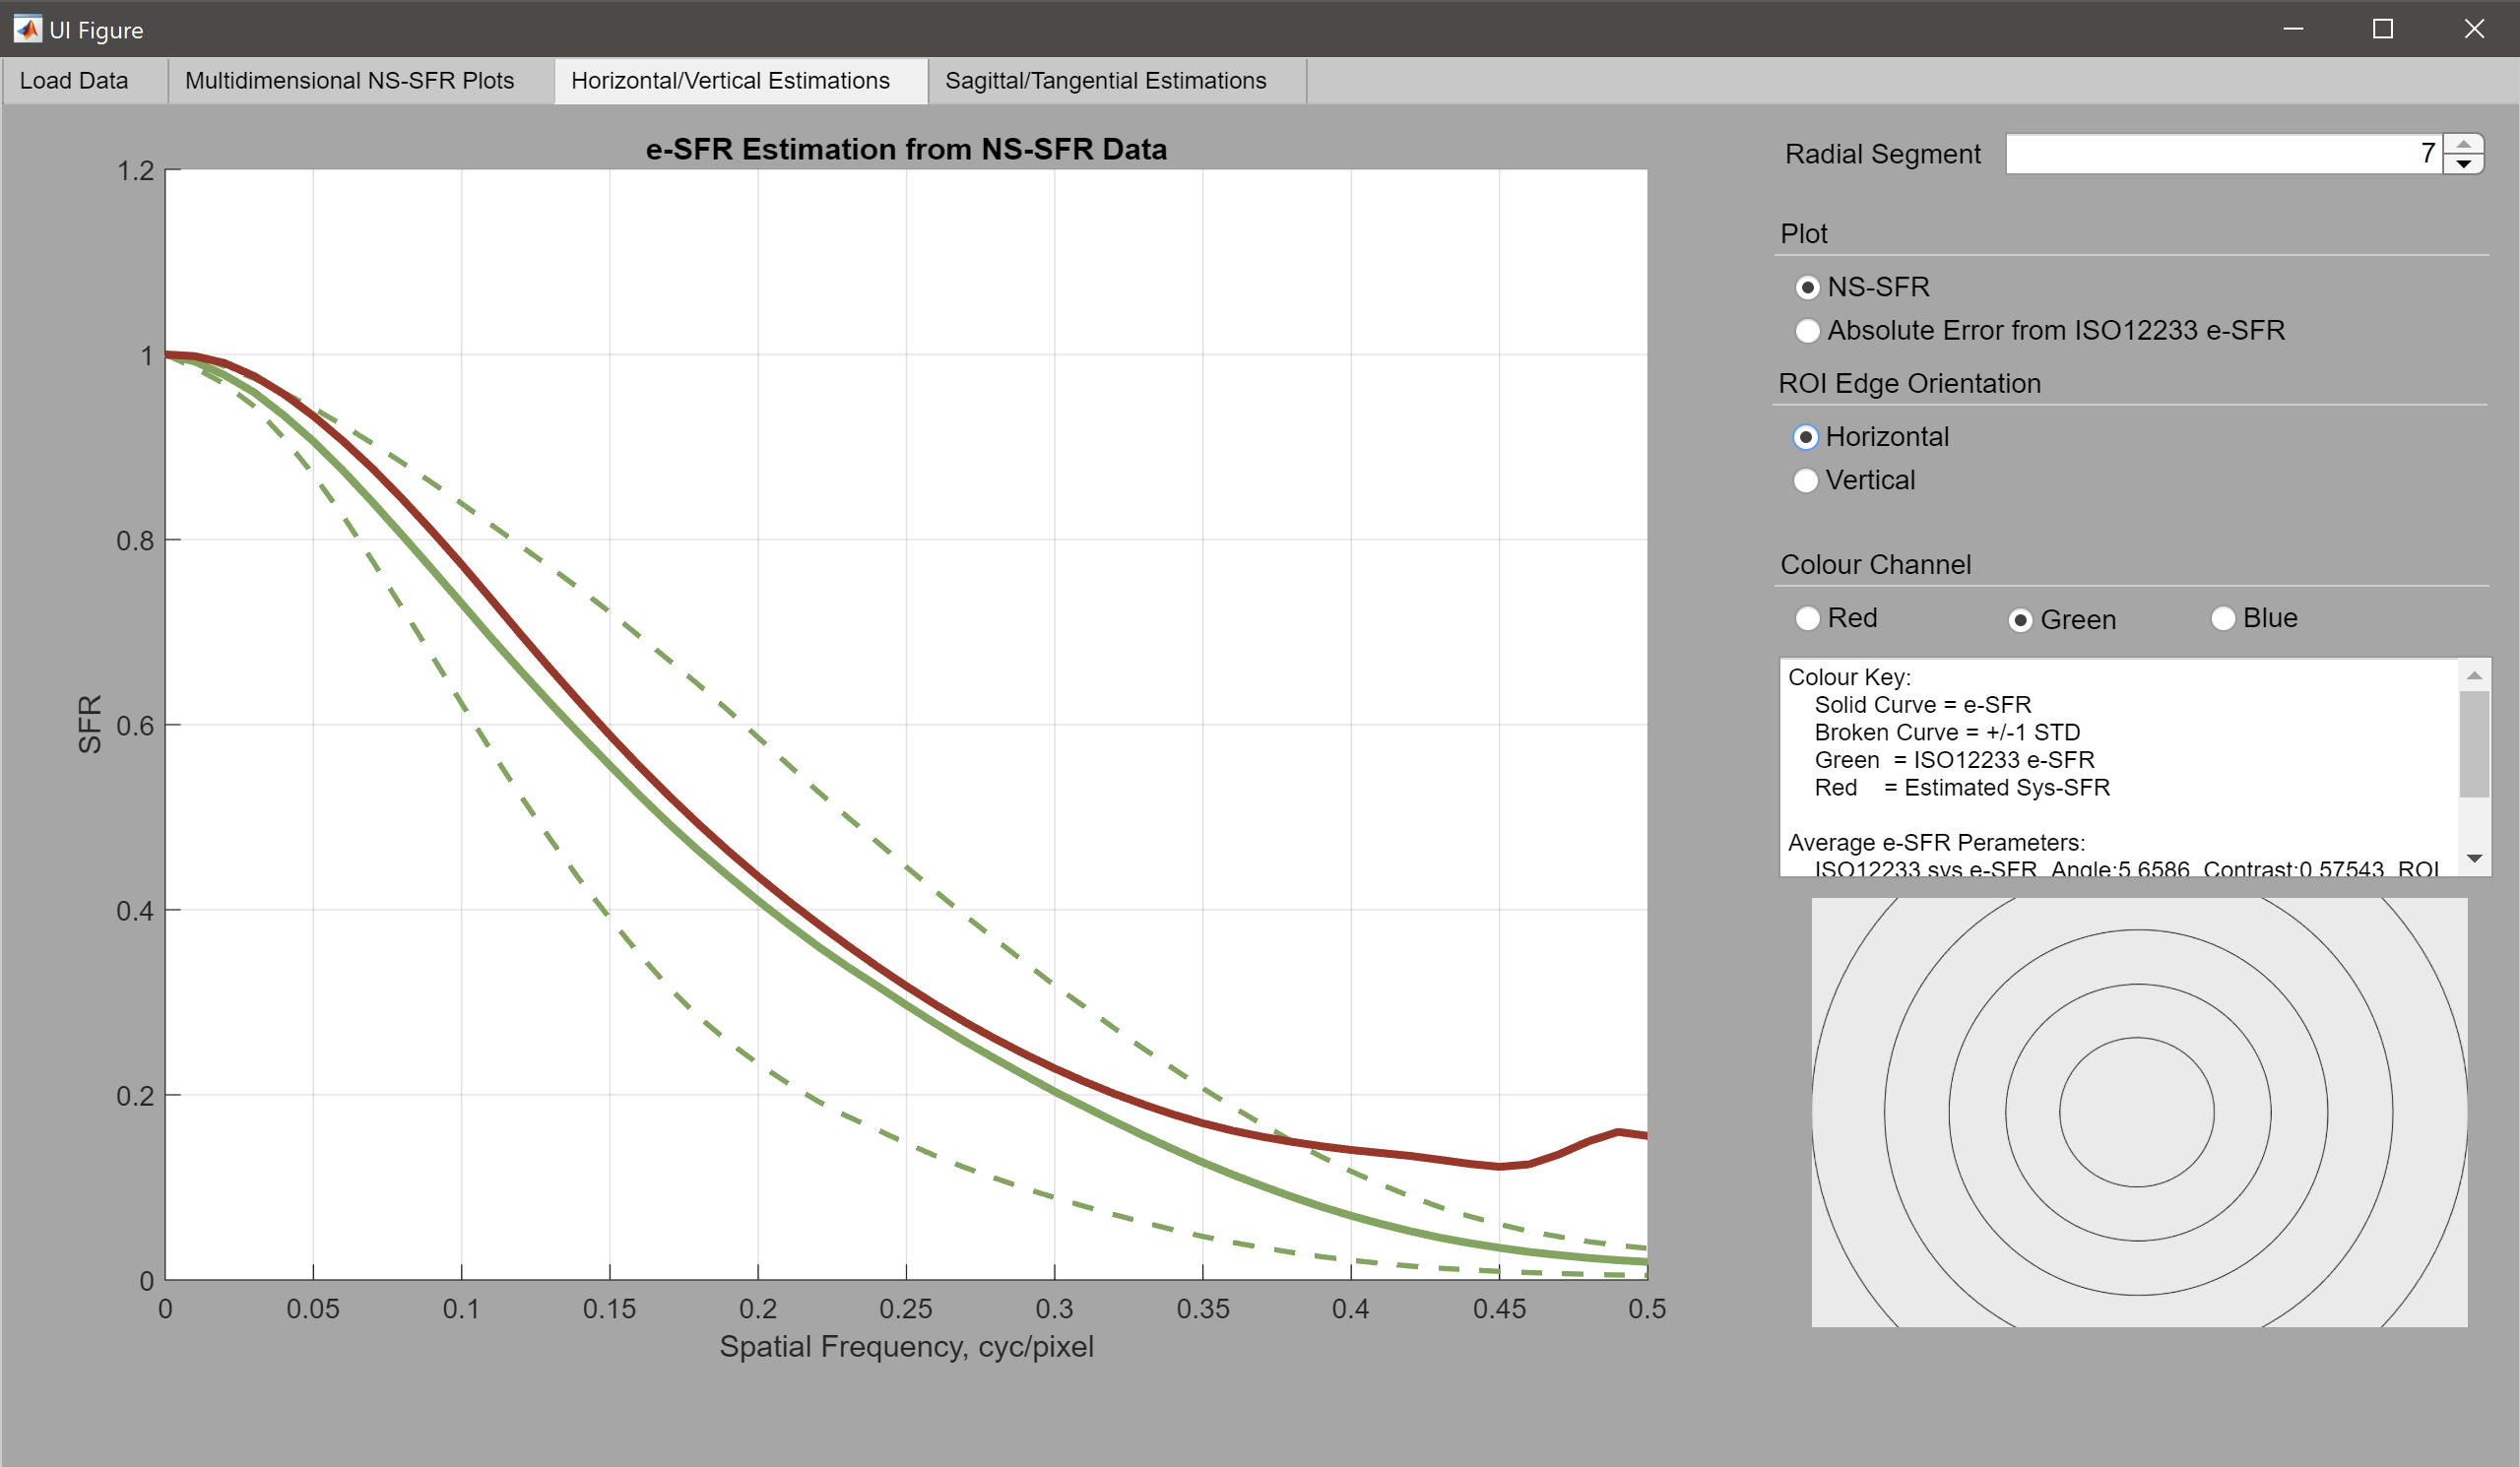 UI Figure
Load Data
Multidimensional NS-SFR Plots
Horizontal/Vertical Estimations
Sagittal/Tangential Estimations
e-SFR Estimation from NS-SFR Data
1.2
1
0.8
0.6
0.4
0.2
0
SFR
0 0.05 0.1 0.15 0.2 0.25 0.3 0.35 0.4 0.45 0.5
Spatial Frequency, cyc/pixel
Radial Segment 7
Plot
NS-SFR
Absolute Error from ISO12233 e-SFR
ROI Edge Orientation
Horizontal
Vertical
Colour Channel
Red Green Blue
Colour Key:
Solid Curve = e-SFR
Broken Curve = +/-1 STD
Green = ISO12233 e-SFR
Red = Estimated Sys-SFR
Average e-SFR Perameters:
ISO12233 sys e-SFR Angle:5.6586 Contrast:0.57543 ROI